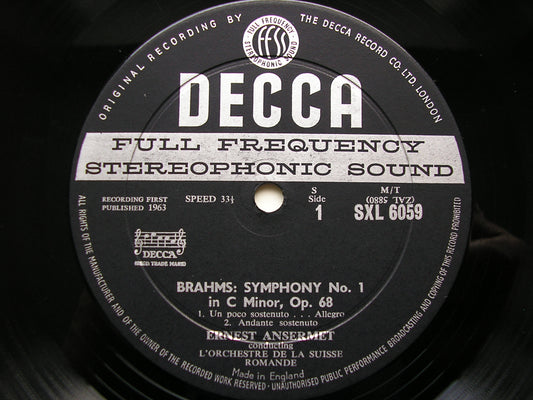 ORIGINAL RECORDING BY THE DECCA RECORD CO. LTD. LONDON
FULL FREQUENCY
ffss
STEREOPHONIC SOUND
DECCA
FULL FREQUENCY
STEREOPHONIC SOUND
RECORDING FIRST
PUBLISHED 1963
SPEED 33⅓
S
Side
1
M/T
(ZAL 5880)
SXL 6059
DECCA
REGD TRADE MARK
BRAHMS: SYMPHONY No. 1
in C Minor, Op. 68
1. Un poco sostenuto . . . Allegro
2. Andante sostenuto
ERNEST ANSERMET
conducting
L'ORCHESTRE DE LA SUISSE
ROMANDE
Made in England
ALL RIGHTS OF THE MANUFACTURER AND OF THE OWNER OF THE RECORDED WORK RESERVED · UNAUTHORISED PUBLIC PERFORMANCE BROADCASTING AND COPYING OF THIS RECORD PROHIBITED